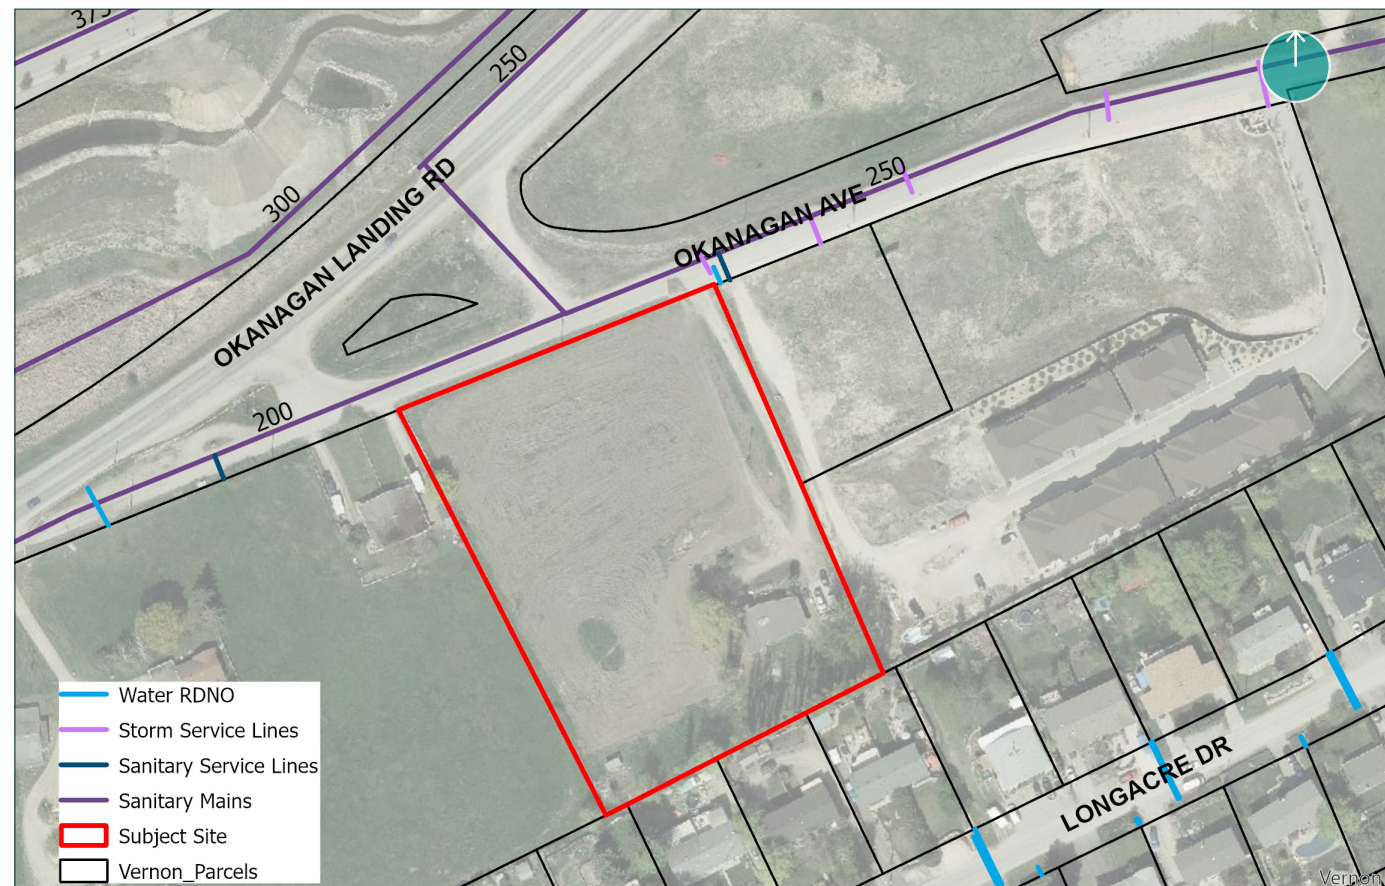 375
250
300
OKANAGAN LANDING RD
250
OKANAGAN AVE
200
LONGACRE DR
Water RDNO
Storm Service Lines
Sanitary Service Lines
Sanitary Mains
Subject Site
Vernon_Parcels
Vernon